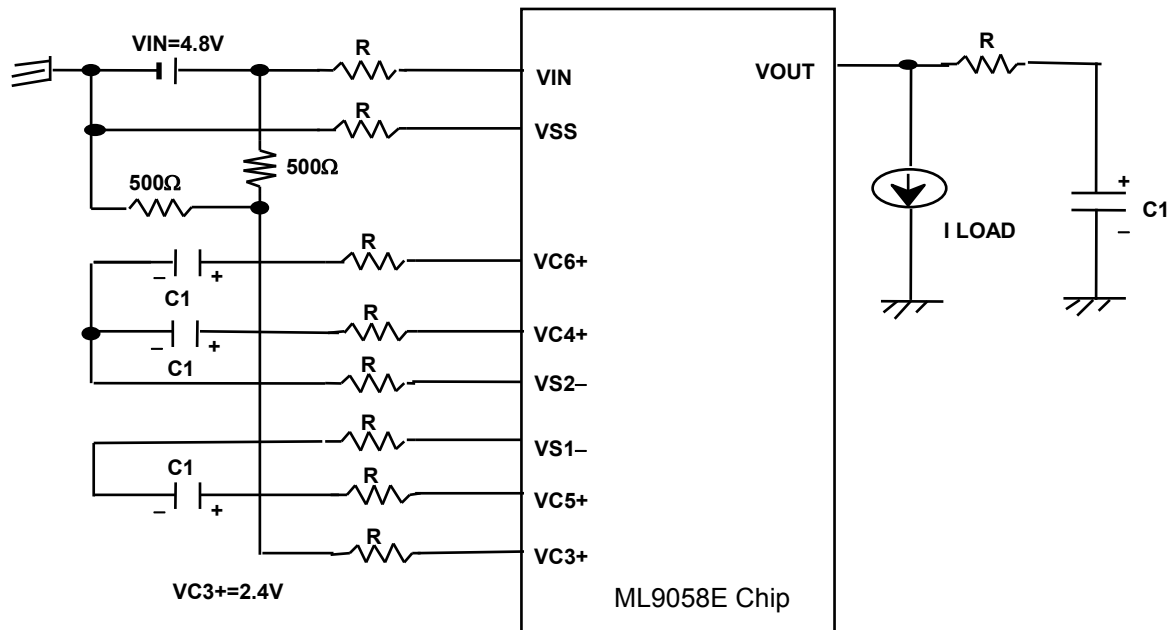 VIN=4.8V
R
R
VIN
VOUT
R
VSS
500Ω
500Ω
+
C1
–
I LOAD
R
VC6+
– +
C1
R
VC4+
– +
C1
R
VS2–
R
VS1–
C1
R
VC5+
– +
R
VC3+
VC3+=2.4V
ML9058E Chip